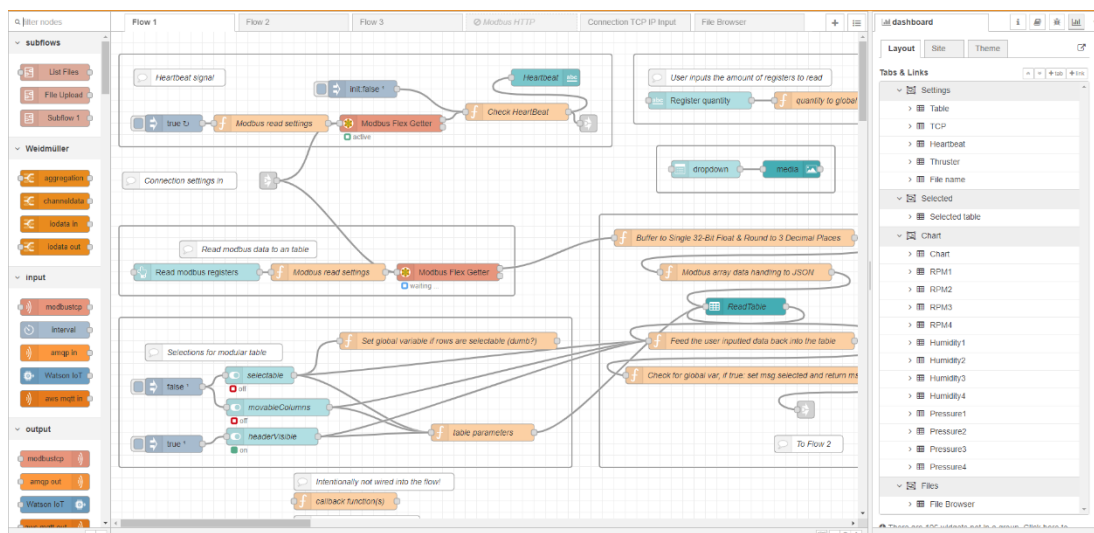 filter nodes
Flow 1
Flow 2
Flow 3
Modbus HTTP
Connection TCP IP Input
File Browser
dashboard
subflows
List Files
File Upload
Subflow 1
Weidmüller
aggregation
channeldata
iodata in
iodata out
input
modbustcp
interval
amqp in
Watson IoT
aws mqtt in
output
modbustcp
amqp out
Watson IoT
aws mqtt out
Heartbeat signal
init:false *
Heartbeat
Check HeartBeat
true ↻
Modbus read settings
Modbus Flex Getter
active
Connection settings in
Read modbus data to an table
Read modbus registers
Modbus read settings
Modbus Flex Getter
waiting ...
Selections for modular table
Set global variable if rows are selectable (dumb?)
false *
selectable
off
movableColumns
off
true *
headerVisible
on
table parameters
Intentionally not wired into the flow!
callback function(s)
User inputs the amount of registers to read
Register quantity
quantity to global
dropdown
media
Buffer to Single 32-Bit Float & Round to 3 Decimal Places
Modbus array data handing to JSON
ReadTable
Feed the user inputted data back into the table
Check for global var, if true: set msg selected and return ms
To Flow 2
Layout
Site
Theme
Tabs & Links
+ tab
+ link
Settings
Table
TCP
Heartbeat
Thruster
File name
Selected
Selected table
Chart
Chart
RPM1
RPM2
RPM3
RPM4
Humidity1
Humidity2
Humidity3
Humidity4
Pressure1
Pressure2
Pressure3
Pressure4
Files
File Browser